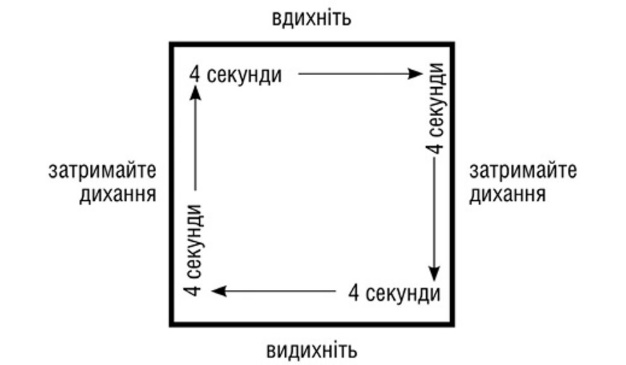 вдихніть
4 секунди
4 секунди
затримайте
дихання
затримайте
дихання
4 секунди
4 секунди
видихніть